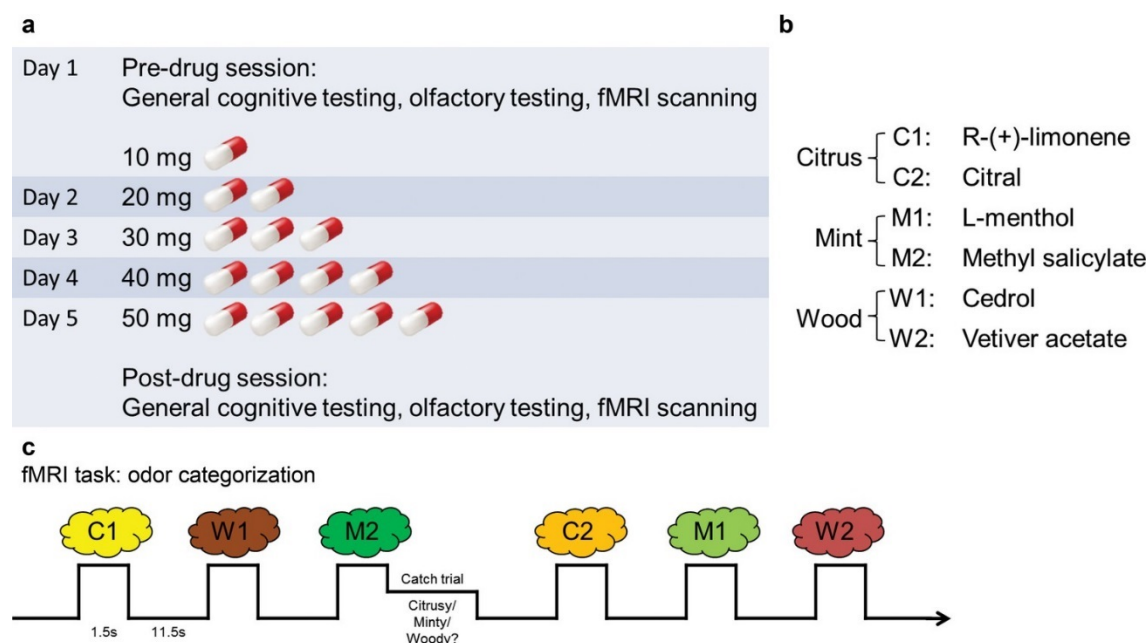 a
Day 1 Pre-drug session:
General cognitive testing, olfactory testing, fMRI scanning
10 mg
Day 2 20 mg
Day 3 30 mg
Day 4 40 mg
Day 5 50 mg
Post-drug session:
General cognitive testing, olfactory testing, fMRI scanning
b
Citrus
C1: R-(+)-limonene
C2: Citral
Mint
M1: L-menthol
M2: Methyl salicylate
Wood
W1: Cedrol
W2: Vetiver acetate
c
fMRI task: odor categorization
C1 W1 M2 C2 M1 W2
Catch trial
Citrusy/
Minty/
Woody?
1.5s 11.5s